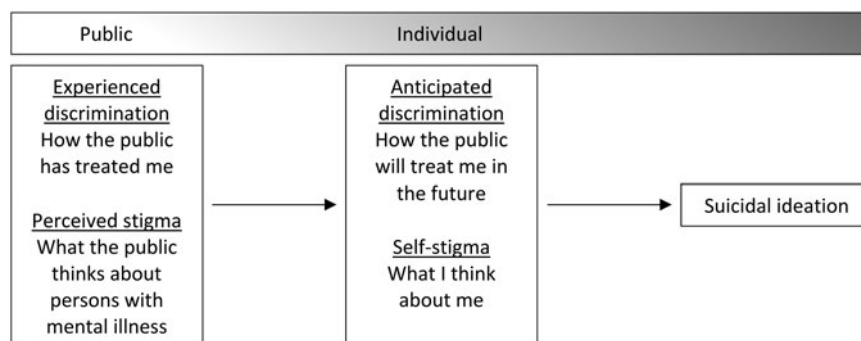 Public
Individual
Experienced
discrimination
How the public
has treated me
Perceived stigma
What the public
thinks about
persons with
mental illness
Anticipated
discrimination
How the public
will treat me in
the future
Self-stigma
What I think
about me
Suicidal ideation